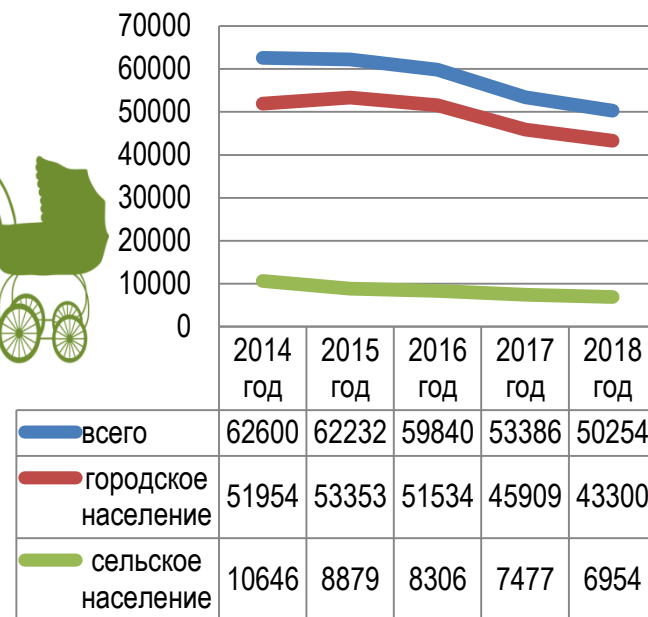 70000
60000
50000
40000
30000
20000
10000
0
2014 2015 2016 2017 2018
год год год год год
всего 62600 62232 59840 53386 50254
городское
население 51954 53353 51534 45909 43300
сельское
население 10646 8879 8306 7477 6954